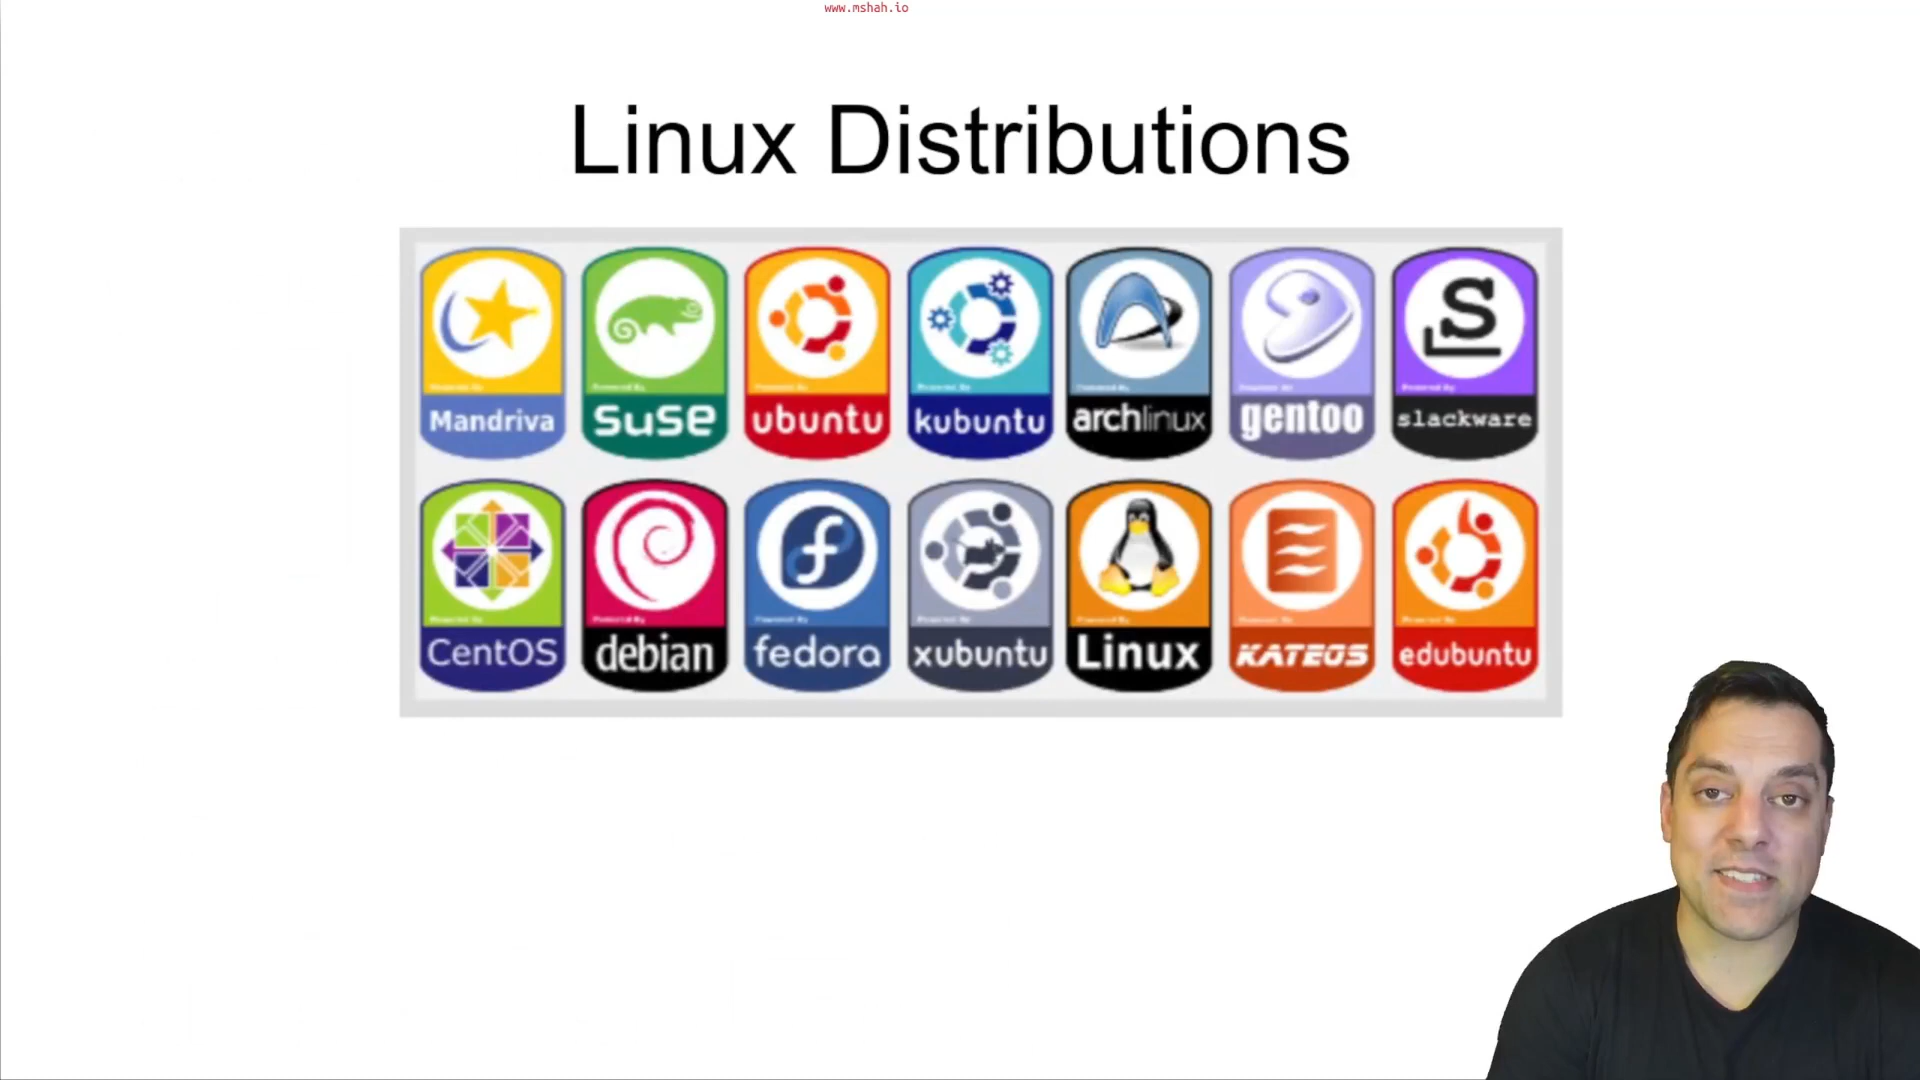 www.mshah.io
Linux Distributions
Mandriva
SUSE
ubuntu
kubuntu
archlinux
gentoo
slackware
CentOS
debian
fedora
xubuntu
Linux
KATEOS
edubuntu